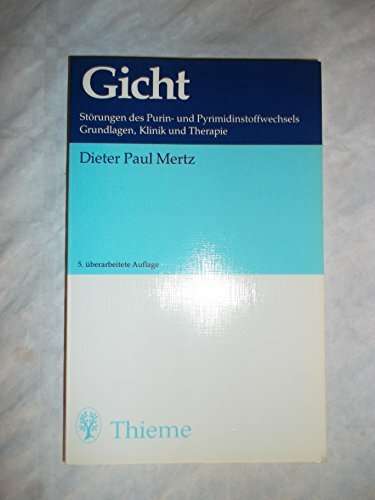 Gicht
Störungen des Purin- und Pyrimidinstoffwechsels
Grundlagen, Klinik und Therapie
Dieter Paul Mertz
5. überarbeitete Auflage
Thieme